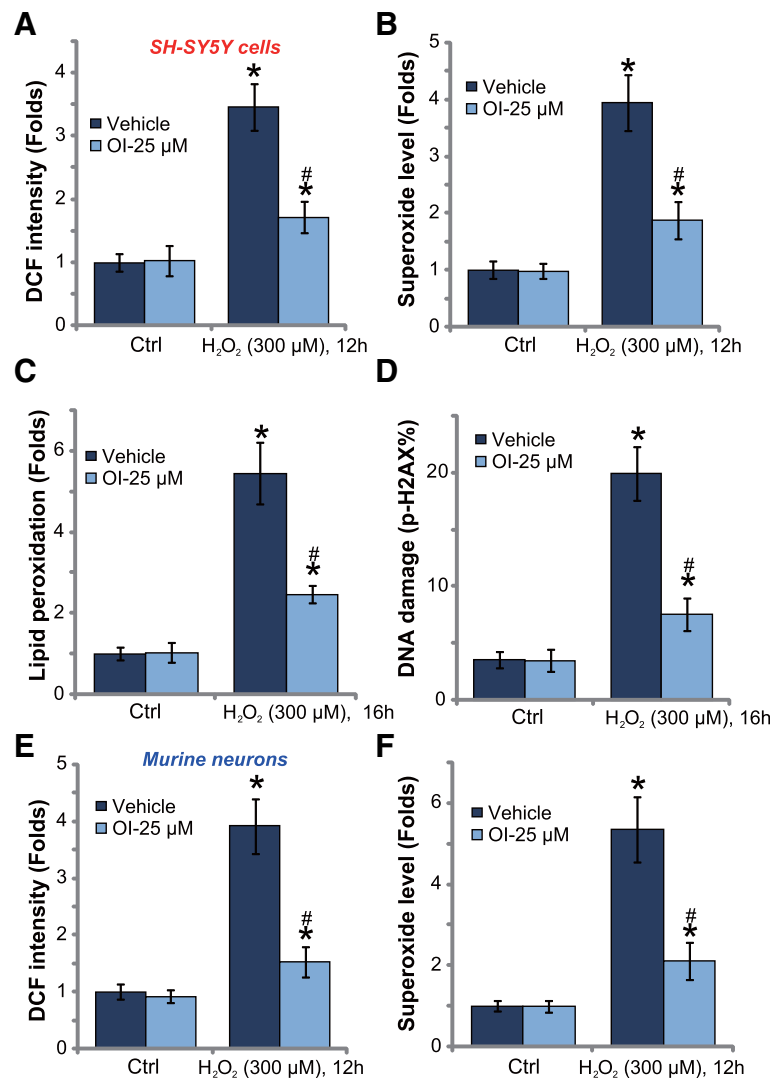 A
SH-SY5Y cells
DCF intensity (Folds)
4
3
2
1
0
Vehicle
OI-25 µM
*
#
*
Ctrl
H₂O₂ (300 µM), 12h
B
Superoxide level (Folds)
5
4
3
2
1
0
Vehicle
OI-25 µM
*
#
*
Ctrl
H₂O₂ (300 µM), 12h
C
Lipid peroxidation (Folds)
6
4
2
0
Vehicle
OI-25 µM
*
#
*
Ctrl
H₂O₂ (300 µM), 16h
D
DNA damage (p-H2AX%)
20
10
0
Vehicle
OI-25 µM
*
#
*
Ctrl
H₂O₂ (300 µM), 16h
E
Murine neurons
DCF intensity (Folds)
5
4
3
2
1
0
Vehicle
OI-25 µM
*
#
*
Ctrl
H₂O₂ (300 µM), 12h
F
Superoxide level (Folds)
6
4
2
0
Vehicle
OI-25 µM
*
#
*
Ctrl
H₂O₂ (300 µM), 12h